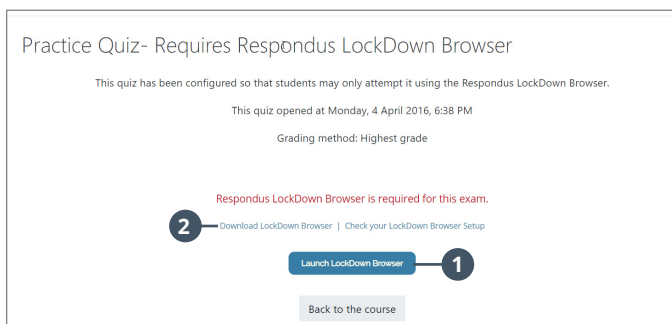 Practice Quiz- Requires Respondus LockDown Browser
This quiz has been configured so that students may only attempt it using the Respondus LockDown Browser.
This quiz opened at Monday, 4 April 2016, 6:38 PM
Grading method: Highest grade
Respondus LockDown Browser is required for this exam.
2 Download LockDown Browser | Check your LockDown Browser Setup
Launch LockDown Browser 1
Back to the course